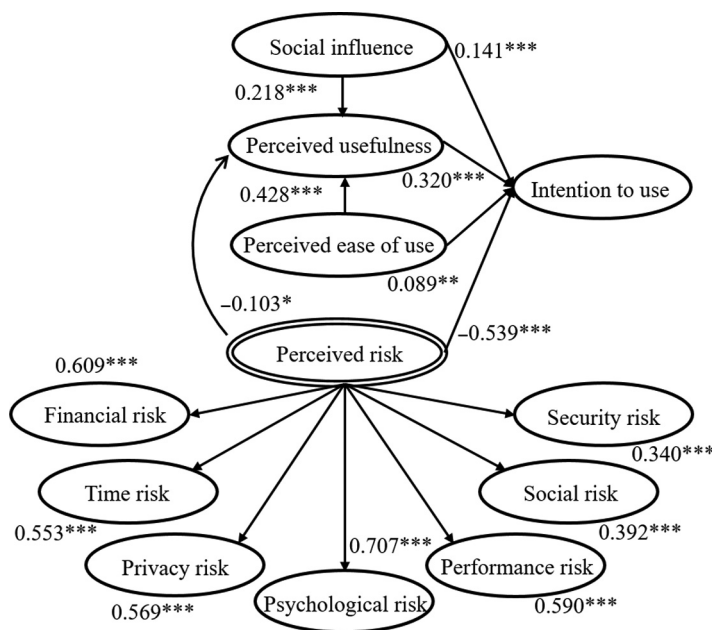 Social influence
0.141***
0.218***
Perceived usefulness
0.320***
Intention to use
0.428***
Perceived ease of use
0.089**
−0.103*
−0.539***
Perceived risk
0.609***
Financial risk
Security risk
0.340***
Time risk
Social risk
0.553***
0.392***
0.707***
Privacy risk
Performance risk
0.569***
Psychological risk
0.590***